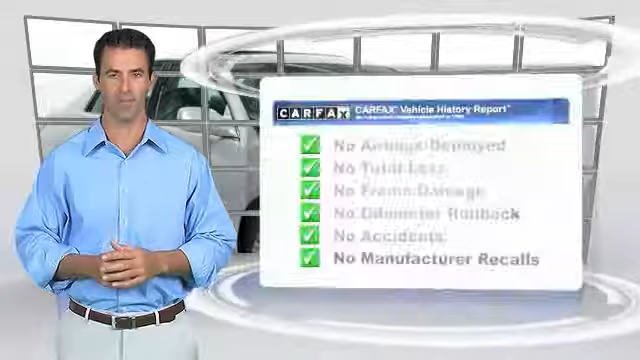 CARFAX CARFAX Vehicle History Report™
No Airbags Deployed
No Total Loss
No Frame Damage
No Odometer Rollback
No Accidents
No Manufacturer Recalls